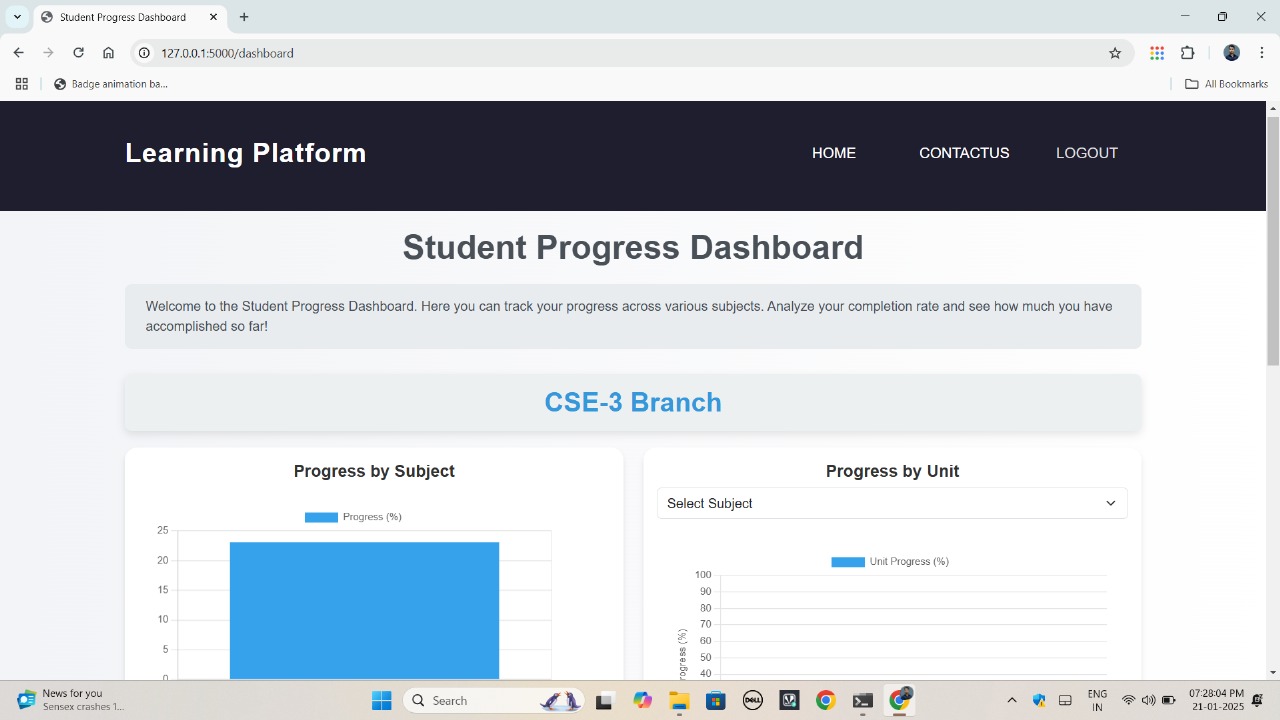 Student Progress Dashboard
127.0.0.1:5000/dashboard
Badge animation ba...
All Bookmarks
Learning Platform
HOME
CONTACTUS
LOGOUT
Student Progress Dashboard
Welcome to the Student Progress Dashboard. Here you can track your progress across various subjects. Analyze your completion rate and see how much you have
accomplished so far!
CSE-3 Branch
Progress by Subject
Progress (%)
25
20
15
10
5
0
Progress by Unit
Select Subject
Unit Progress (%)
100
90
80
70
60
50
40
News for you
Sensex crashes 1...
Search
DELL
ENG
IN
07:28:04 PM
21-01-2025